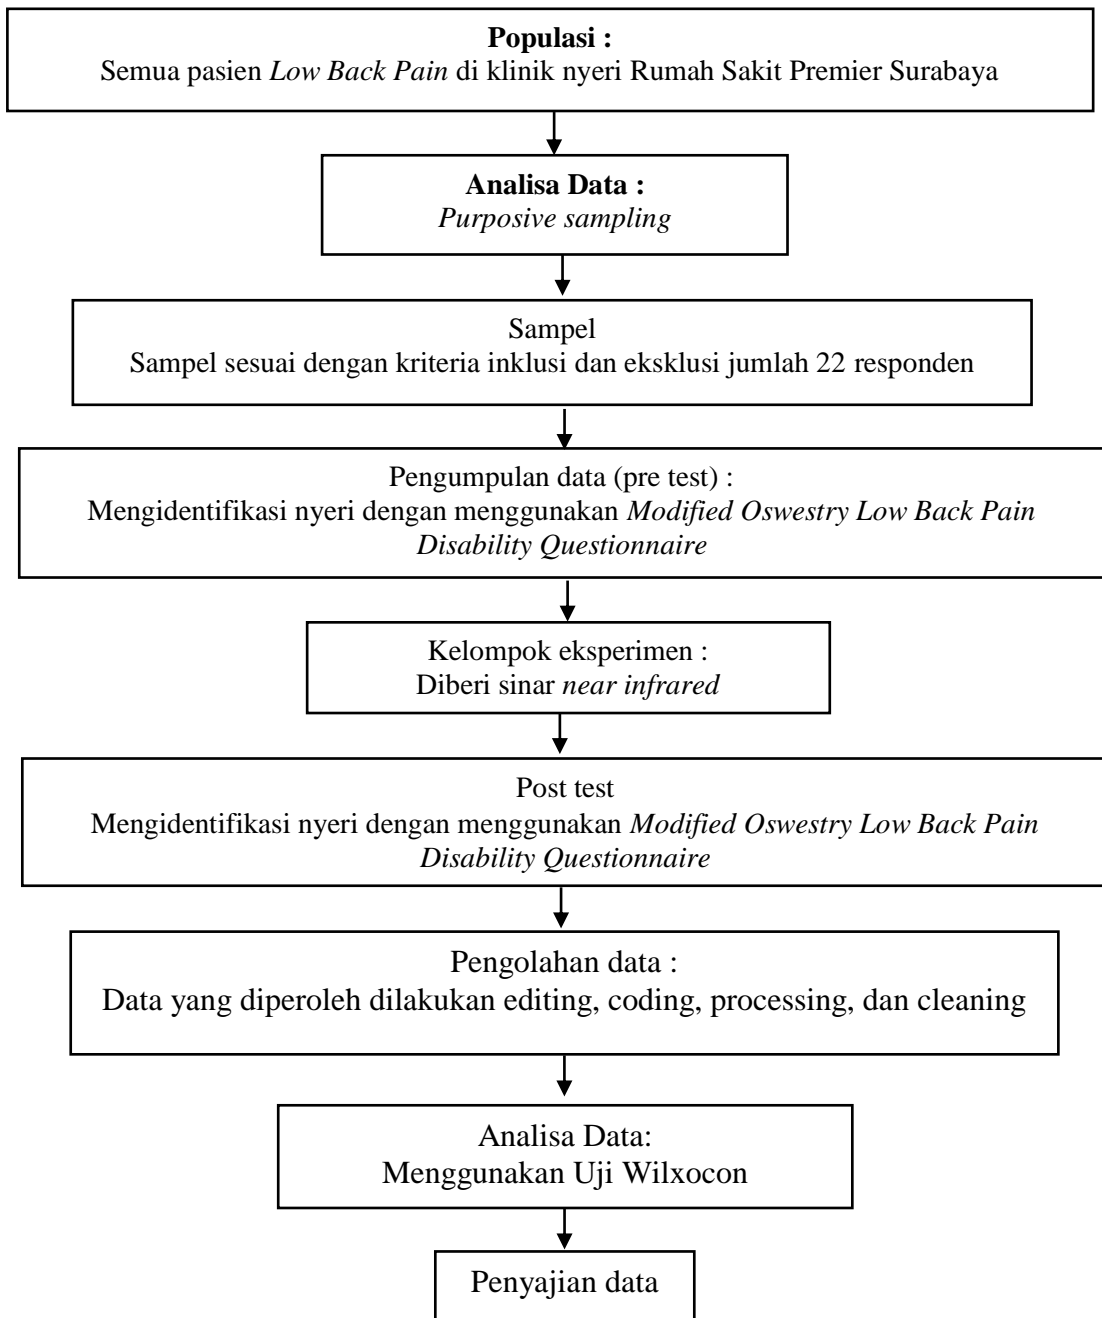 Populasi :
Semua pasien Low Back Pain di klinik nyeri Rumah Sakit Premier Surabaya
Analisa Data :
Purposive sampling
Sampel
Sampel sesuai dengan kriteria inklusi dan eksklusi jumlah 22 responden
Pengumpulan data (pre test) :
Mengidentifikasi nyeri dengan menggunakan Modified Oswestry Low Back Pain
Disability Questionnaire
Kelompok eksperimen :
Diberi sinar near infrared
Post test
Mengidentifikasi nyeri dengan menggunakan Modified Oswestry Low Back Pain
Disability Questionnaire
Pengolahan data :
Data yang diperoleh dilakukan editing, coding, processing, dan cleaning
Analisa Data:
Menggunakan Uji Wilxocon
Penyajian data